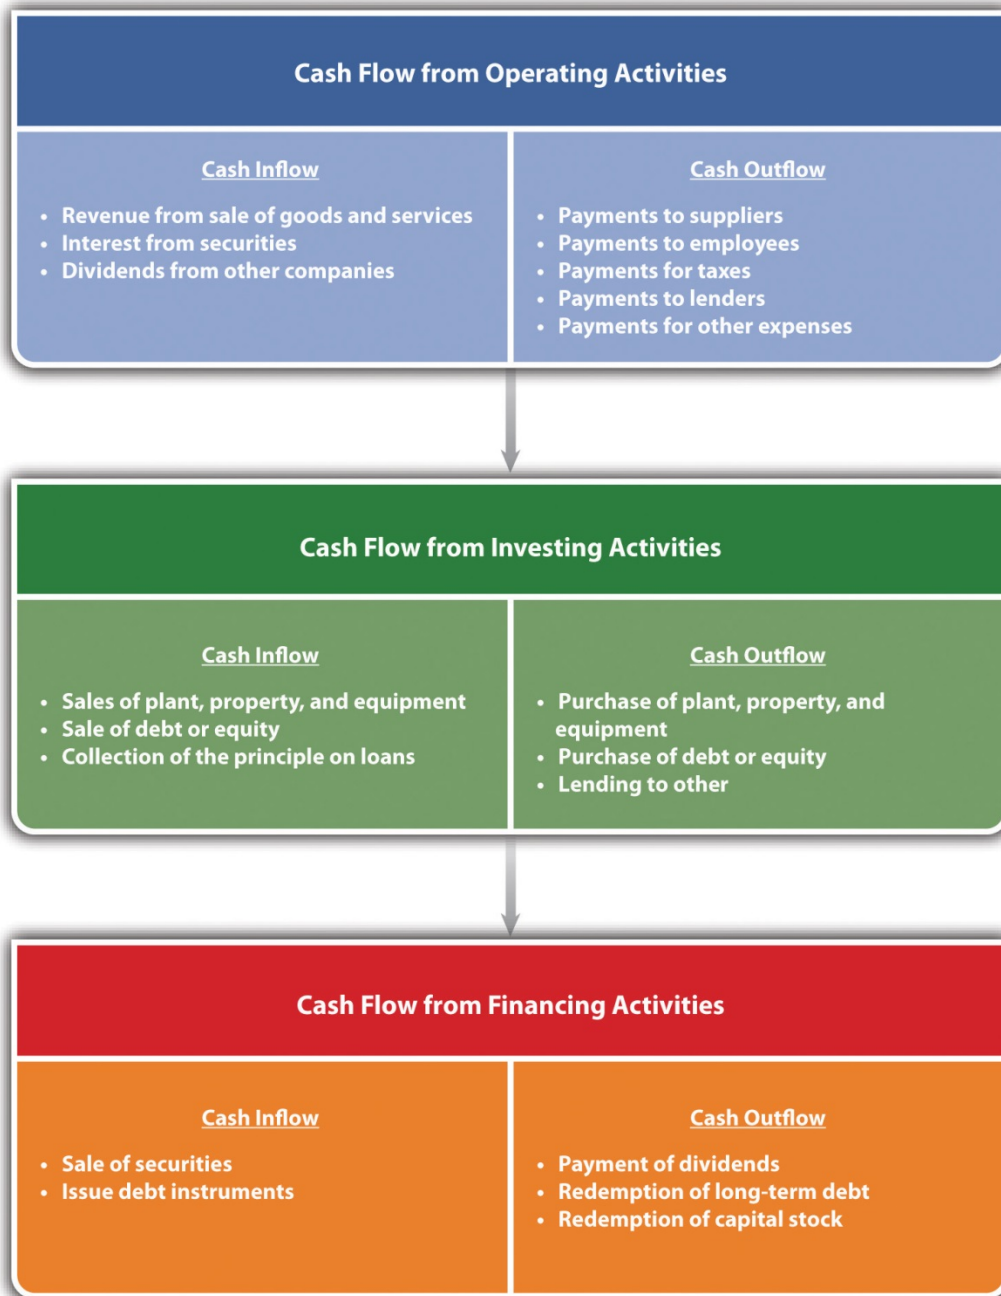 Cash Flow from Operating Activities
Cash Inflow
• Revenue from sale of goods and services
• Interest from securities
• Dividends from other companies
Cash Outflow
• Payments to suppliers
• Payments to employees
• Payments for taxes
• Payments to lenders
• Payments for other expenses
Cash Flow from Investing Activities
Cash Inflow
• Sales of plant, property, and equipment
• Sale of debt or equity
• Collection of the principle on loans
Cash Outflow
• Purchase of plant, property, and
equipment
• Purchase of debt or equity
• Lending to other
Cash Flow from Financing Activities
Cash Inflow
• Sale of securities
• Issue debt instruments
Cash Outflow
• Payment of dividends
• Redemption of long-term debt
• Redemption of capital stock